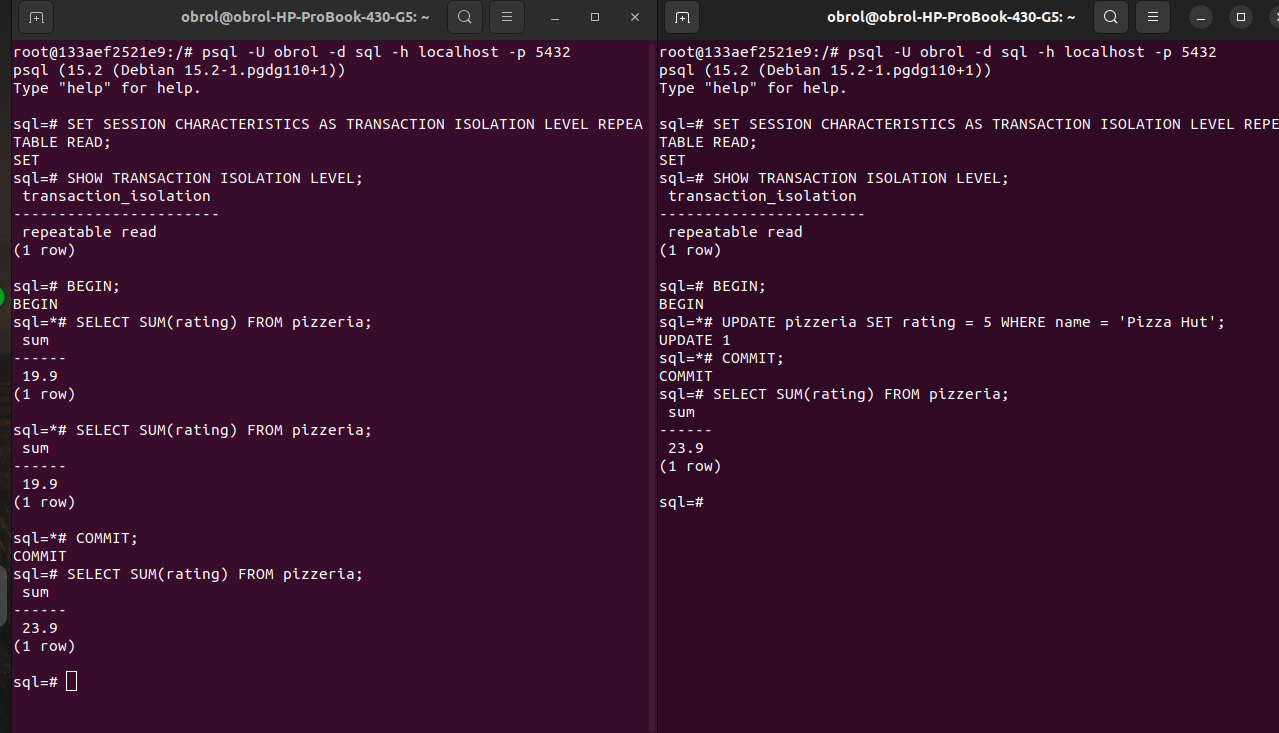 obrol@obrol-HP-ProBook-430-G5: ~
root@133aef2521e9:/# psql -U obrol -d sql -h localhost -p 5432
psql (15.2 (Debian 15.2-1.pgdg110+1))
Type "help" for help.
sql=# SET SESSION CHARACTERISTICS AS TRANSACTION ISOLATION LEVEL REPEA
TABLE READ;
SET
sql=# SHOW TRANSACTION ISOLATION LEVEL;
transaction_isolation
-----------------------
repeatable read
(1 row)
sql=# BEGIN;
BEGIN
sql=*# SELECT SUM(rating) FROM pizzeria;
sum
------
19.9
(1 row)
sql=*# SELECT SUM(rating) FROM pizzeria;
sum
------
19.9
(1 row)
sql=*# COMMIT;
COMMIT
sql=# SELECT SUM(rating) FROM pizzeria;
sum
------
23.9
(1 row)
sql=#
obrol@obrol-HP-ProBook-430-G5: ~
root@133aef2521e9:/# psql -U obrol -d sql -h localhost -p 5432
psql (15.2 (Debian 15.2-1.pgdg110+1))
Type "help" for help.
sql=# SET SESSION CHARACTERISTICS AS TRANSACTION ISOLATION LEVEL REPE
TABLE READ;
SET
sql=# SHOW TRANSACTION ISOLATION LEVEL;
transaction_isolation
-----------------------
repeatable read
(1 row)
sql=# BEGIN;
BEGIN
sql=*# UPDATE pizzeria SET rating = 5 WHERE name = 'Pizza Hut';
UPDATE 1
sql=*# COMMIT;
COMMIT
sql=# SELECT SUM(rating) FROM pizzeria;
sum
------
23.9
(1 row)
sql=#